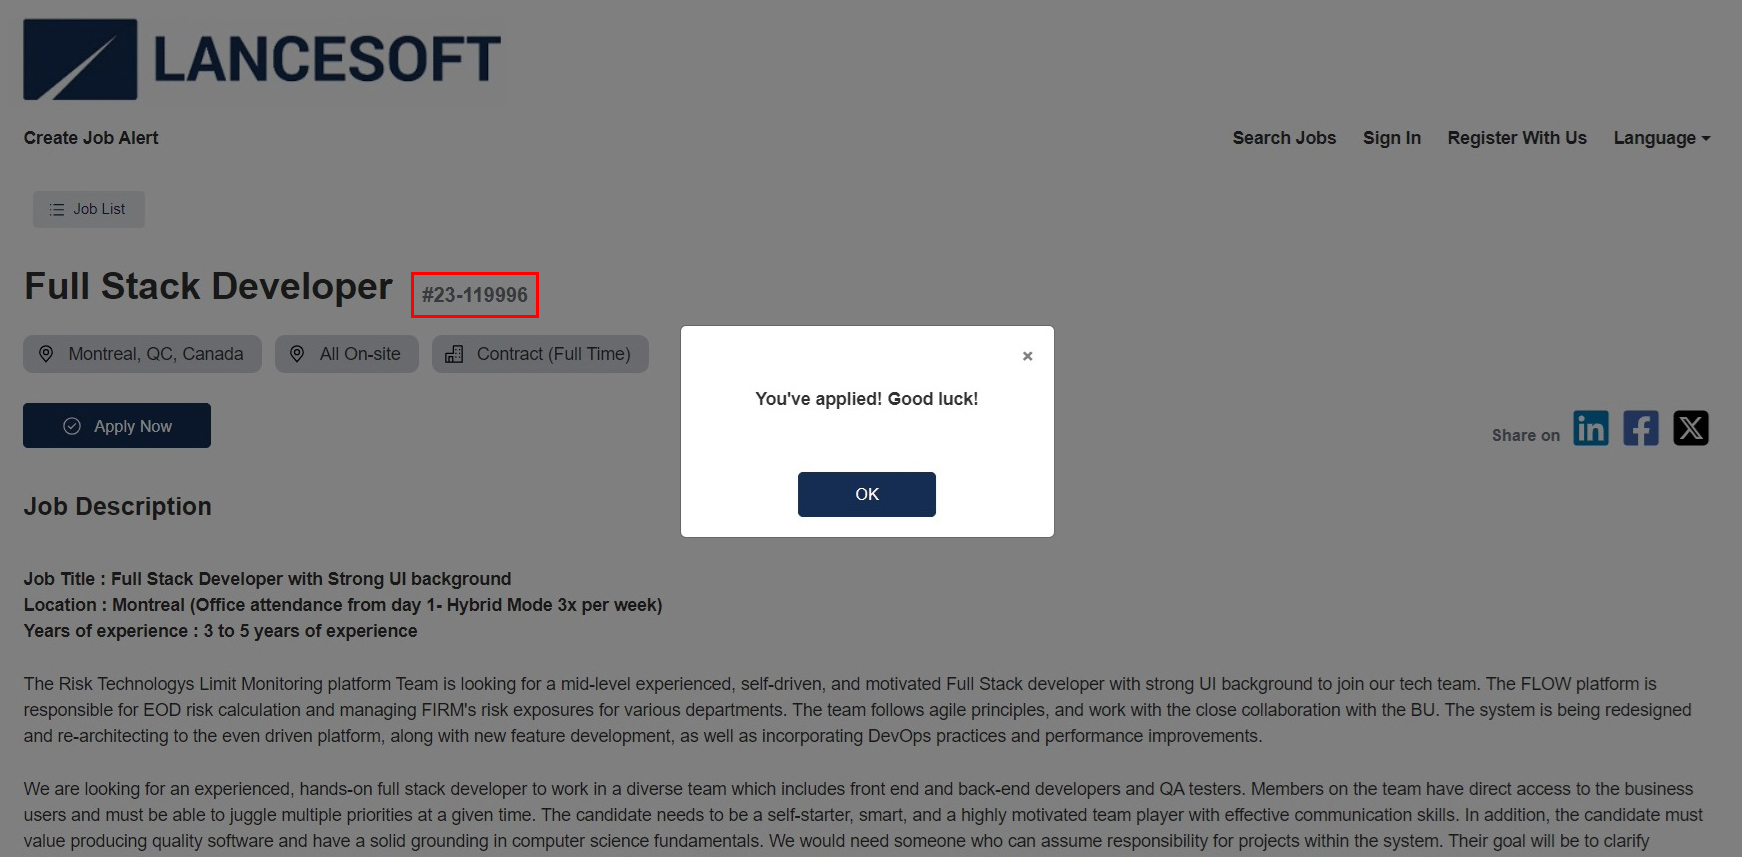 LANCESOFT
Create Job Alert
Search Jobs
Sign In
Register With Us
Language
Job List
Full Stack Developer
#23-119996
Montreal, QC, Canada
All On-site
Contract (Full Time)
Apply Now
Share on
You've applied! Good luck!
OK
Job Description
Job Title : Full Stack Developer with Strong UI background
Location : Montreal (Office attendance from day 1- Hybrid Mode 3x per week)
Years of experience : 3 to 5 years of experience
The Risk Technologys Limit Monitoring platform Team is looking for a mid-level experienced, self-driven, and motivated Full Stack developer with strong UI background to join our tech team. The FLOW platform is
responsible for EOD risk calculation and managing FIRM's risk exposures for various departments. The team follows agile principles, and work with the close collaboration with the BU. The system is being redesigned
and re-architecting to the even driven platform, along with new feature development, as well as incorporating DevOps practices and performance improvements.
We are looking for an experienced, hands-on full stack developer to work in a diverse team which includes front end and back-end developers and QA testers. Members on the team have direct access to the business
users and must be able to juggle multiple priorities at a given time. The candidate needs to be a self-starter, smart, and a highly motivated team player with effective communication skills. In addition, the candidate must
value producing quality software and have a solid grounding in computer science fundamentals. We would need someone who can assume responsibility for projects within the system. Their goal will be to clarify